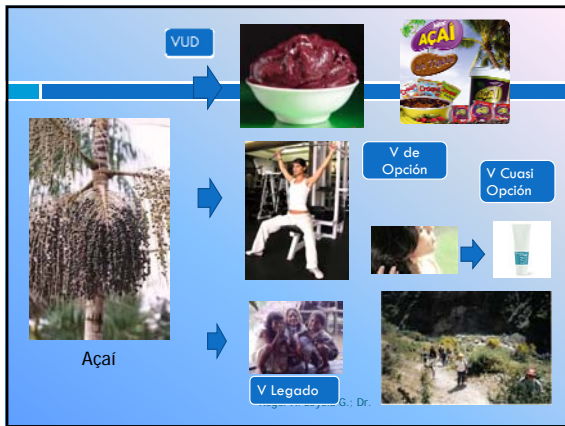 VUD
AÇAÍ
V de
Opción
V Cuasi
Opción
Açaí
V Legado
G.; Dr.